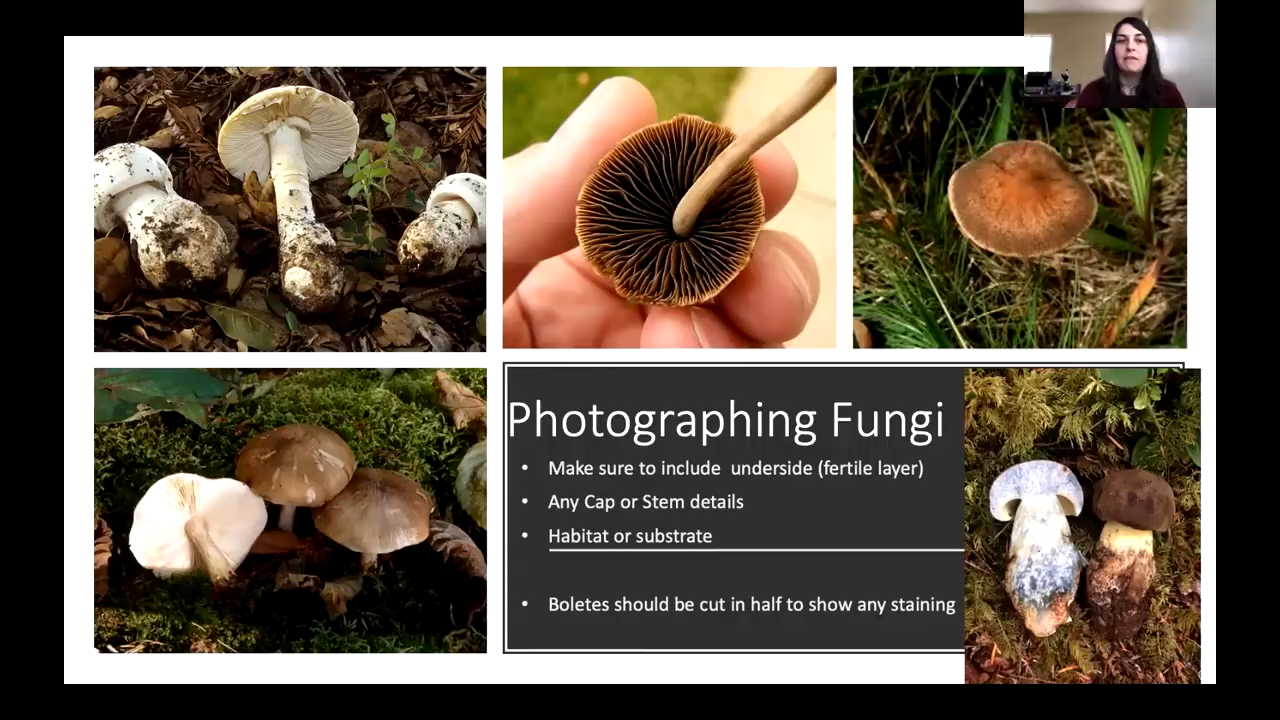 Photographing Fungi
• Make sure to include  underside (fertile layer)
• Any Cap or Stem details
• Habitat or substrate
• Boletes should be cut in half to show any staining